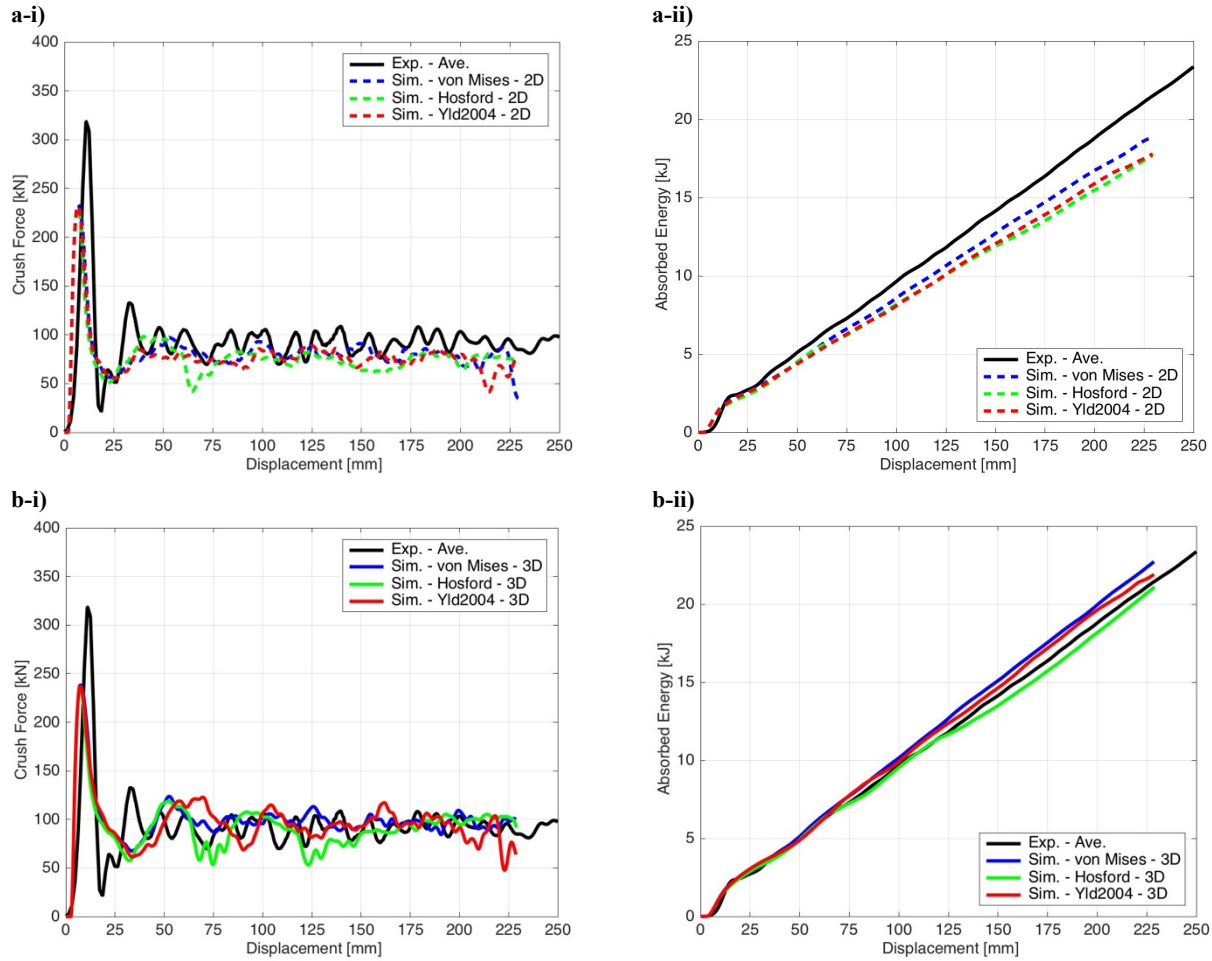 a-i)
400
350
300
250
200
150
100
50
0
Crush Force [kN]
0 25 50 75 100 125 150 175 200 225 250
Displacement [mm]
Exp. - Ave.
Sim. - von Mises - 2D
Sim. - Hosford - 2D
Sim. - Yld2004 - 2D
a-ii)
25
20
15
10
5
0
Absorbed Energy [kJ]
0 25 50 75 100 125 150 175 200 225 250
Displacement [mm]
Exp. - Ave.
Sim. - von Mises - 2D
Sim. - Hosford - 2D
Sim. - Yld2004 - 2D
b-i)
400
350
300
250
200
150
100
50
0
Crush Force [kN]
0 25 50 75 100 125 150 175 200 225 250
Displacement [mm]
Exp. - Ave.
Sim. - von Mises - 3D
Sim. - Hosford - 3D
Sim. - Yld2004 - 3D
b-ii)
25
20
15
10
5
0
Absorbed Energy [kJ]
0 25 50 75 100 125 150 175 200 225 250
Displacement [mm]
Exp. - Ave.
Sim. - von Mises - 3D
Sim. - Hosford - 3D
Sim. - Yld2004 - 3D